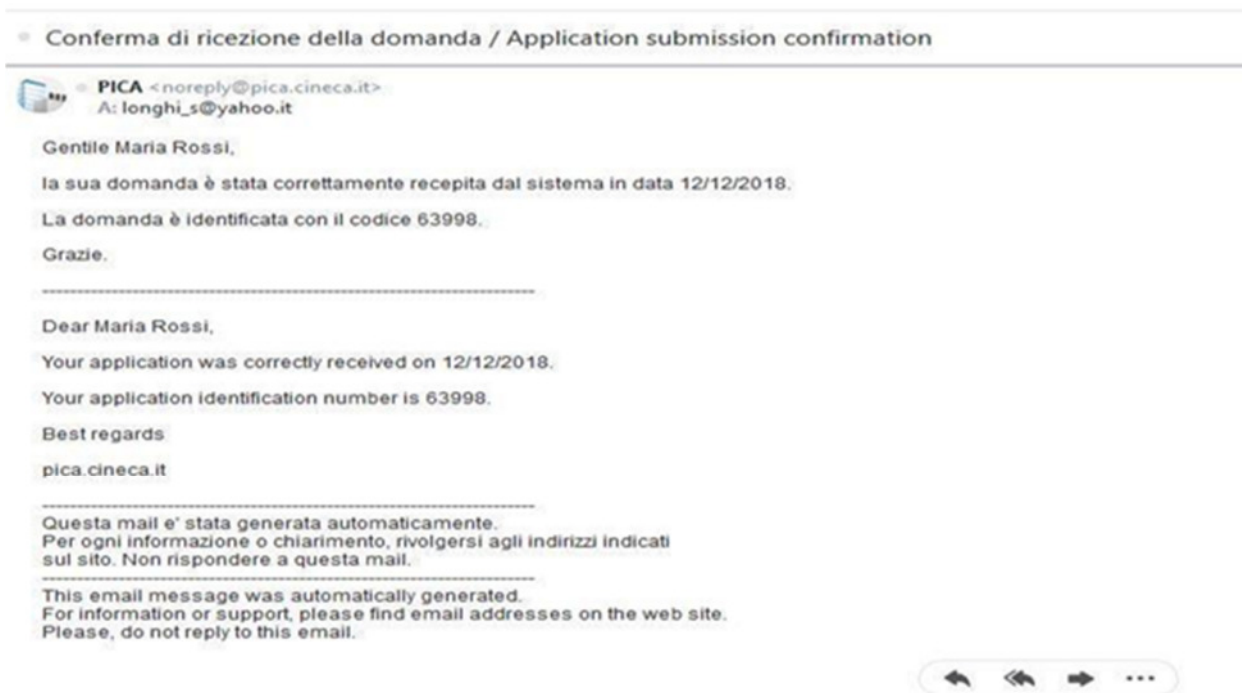 Conferma di ricezione della domanda / Application submission confirmation
PICA <noreply@pica.cineca.it>
A: longhi_s@yahoo.it
Gentile Maria Rossi,
la sua domanda è stata correttamente recepita dal sistema in data 12/12/2018.
La domanda è identificata con il codice 63998.
Grazie.
----------------------------------------------------------------------
Dear Maria Rossi,
Your application was correctly received on 12/12/2018.
Your application identification number is 63998.
Best regards
pica.cineca.it
----------------------------------------------------------------------
Questa mail e' stata generata automaticamente.
Per ogni informazione o chiarimento, rivolgersi agli indirizzi indicati
sul sito. Non rispondere a questa mail.
----------------------------------------------------------------------
This email message was automatically generated.
For information or support, please find email addresses on the web site.
Please, do not reply to this email.